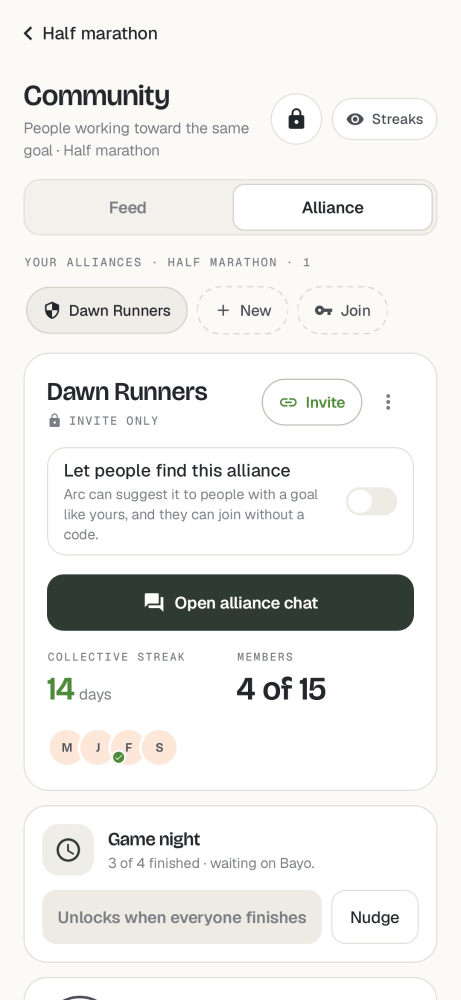 Half marathon
Community
People working toward the same
goal · Half marathon
Streaks
Feed
Alliance
YOUR ALLIANCES · HALF MARATHON · 1
Dawn Runners
New
Join
Dawn Runners
INVITE ONLY
Invite
Let people find this alliance
Arc can suggest it to people with a goal
like yours, and they can join without a
code.
Open alliance chat
COLLECTIVE STREAK
MEMBERS
14 days
4 of 15
M J F S
Game night
3 of 4 finished · waiting on Bayo.
Unlocks when everyone finishes
Nudge